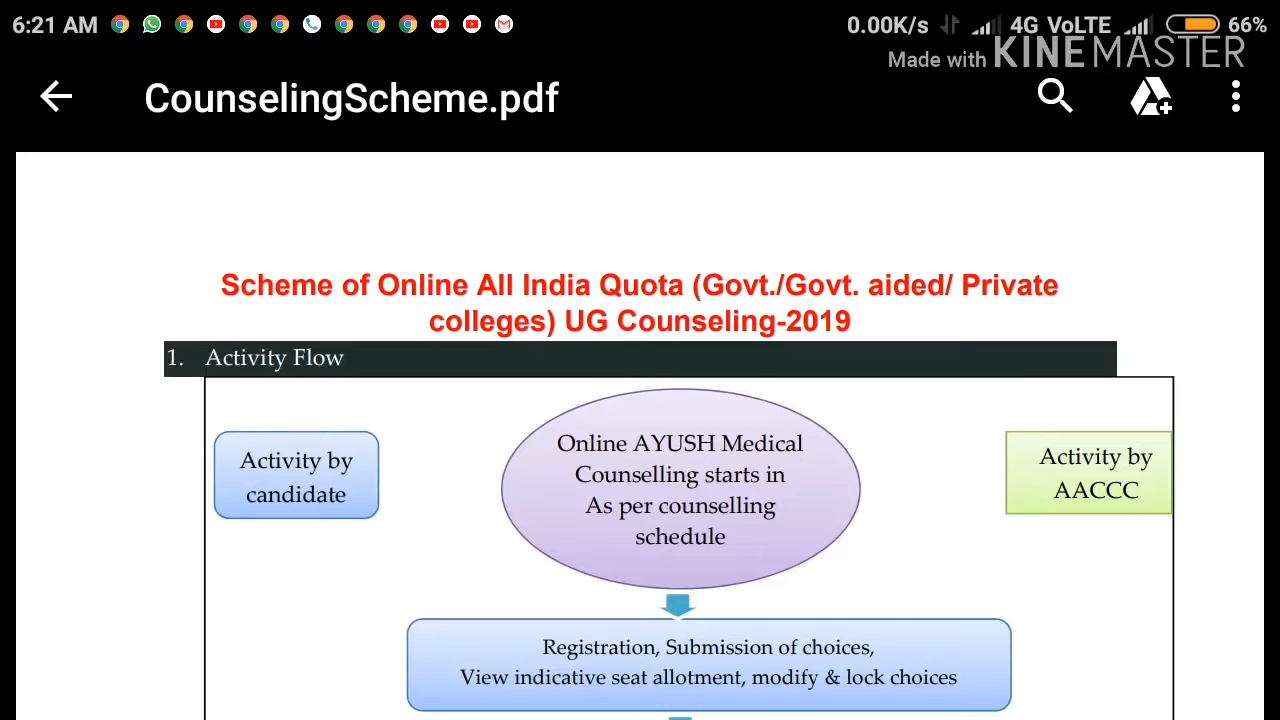 6:21 AM
0.00K/s
4G VoLTE
66%
Made with KINEMASTER
CounselingScheme.pdf
Scheme of Online All India Quota (Govt./Govt. aided/ Private
colleges) UG Counseling-2019
1. Activity Flow
Activity by
candidate
Online AYUSH Medical
Counselling starts in
As per counselling
schedule
Activity by
AACCC
Registration, Submission of choices,
View indicative seat allotment, modify & lock choices